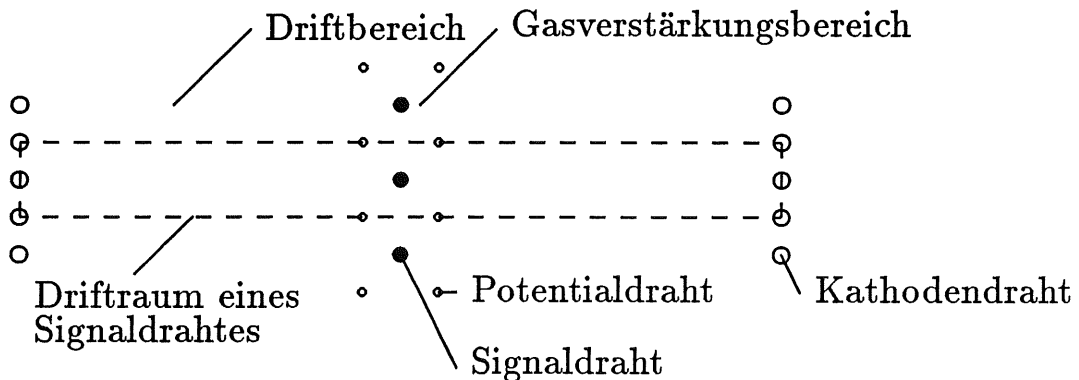 Driftbereich
Gasverstärkungsbereich
Driftraum eines
Signaldrahtes
Potentialdraht
Kathodendraht
Signaldraht